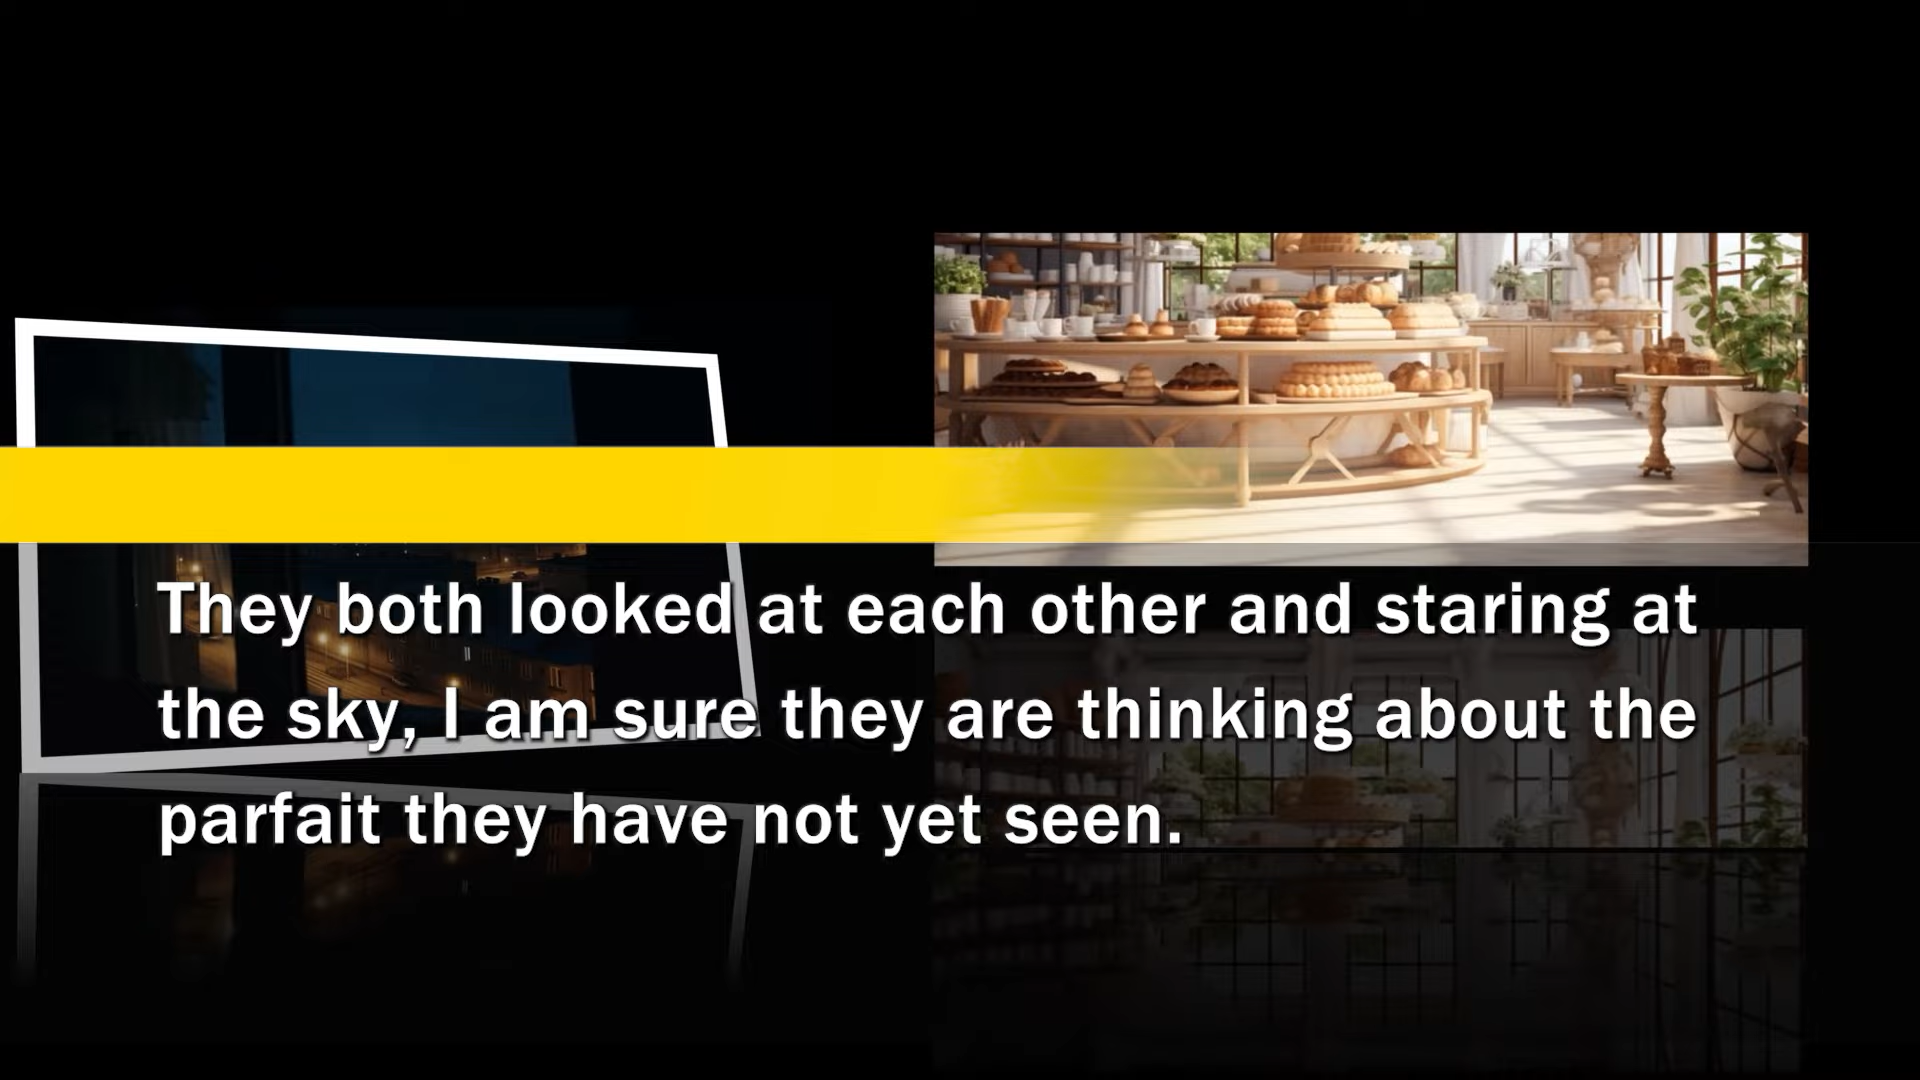 They both looked at each other and staring at
the sky, I am sure they are thinking about the
parfait they have not yet seen.